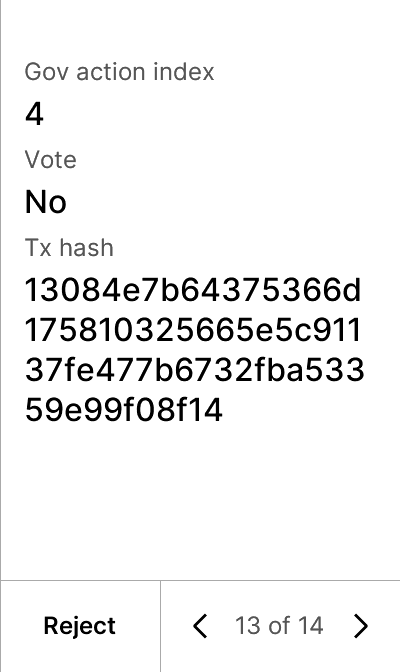 Gov action index
4
Vote
No
Tx hash
13084e7b64375366d
175810325665e5c911
37fe477b6732fba533
59e99f08f14
Reject
13 of 14